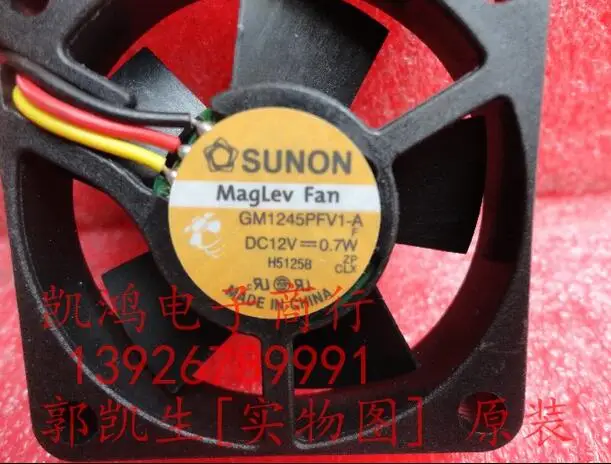 SUNON
MagLev Fan
GM1245PFV1-A
F
DC12V⎓0.7W
H51258 ZP
CLX
MADE IN CHINA
凯鸿电子商行
郭凯生[实物图] 原装